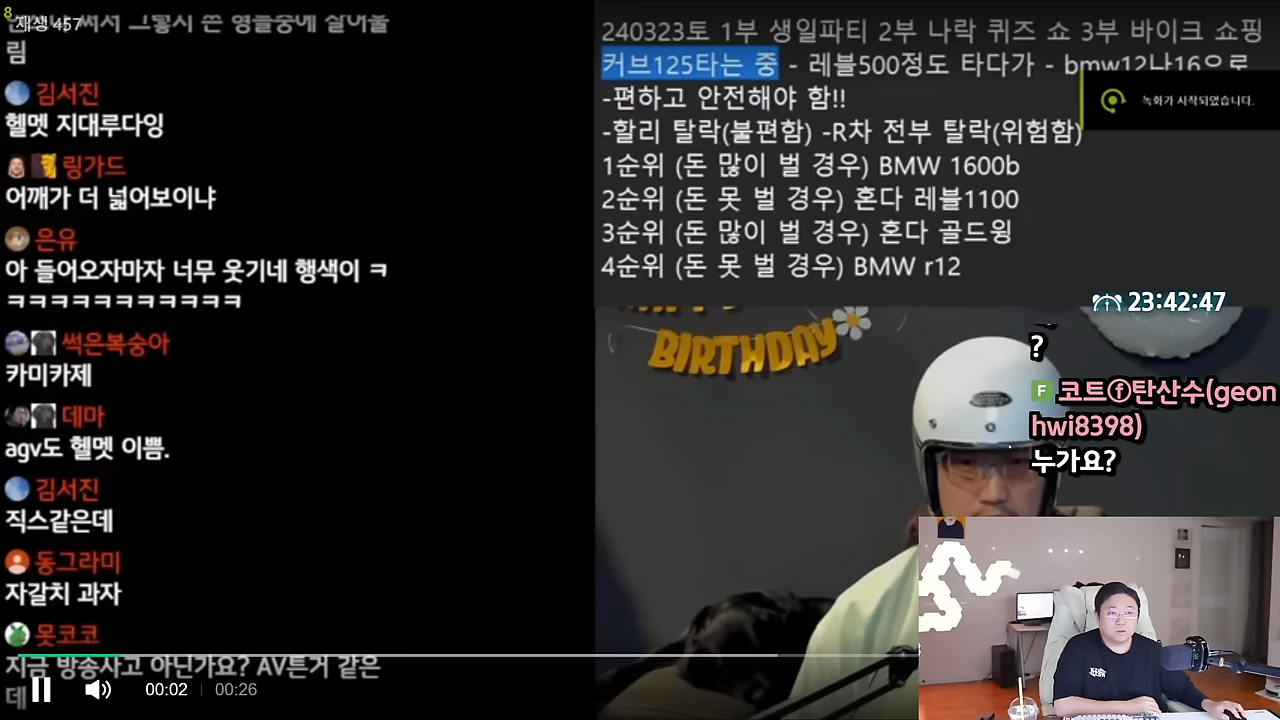 8
재생 457
림
김서진
헬멧 지대루다잉
링가드
어깨가 더 넓어보이냐
은유
아 들어오자마자 너무 웃기네 행색이 ㅋ
ㅋㅋㅋㅋㅋㅋㅋㅋㅋㅋㅋ
썩은복숭아
카미카제
데마
agv도 헬멧 이쁨.
김서진
직스같은데
동그라미
자갈치 과자
못코코
지금 방송사고 아닌가요? AV튼거 같은
데
00:02 00:26
240323토 1부 생일파티 2부 나락 퀴즈 쇼 3부 바이크 쇼핑
커브125타는 중 - 레블500정도 타다가 - bmw12나16으로
-편하고 안전해야 함!!
-할리 탈락(불편함) -R차 전부 탈락(위험함)
1순위 (돈 많이 벌 경우) BMW 1600b
2순위 (돈 못 벌 경우) 혼다 레블1100
3순위 (돈 많이 벌 경우) 혼다 골드윙
4순위 (돈 못 벌 경우) BMW r12
녹화가 시작되었습니다.
23:42:47
BIRTHDAY
?
F 코트ⓕ탄산수(geon
hwi8398)
누가요?